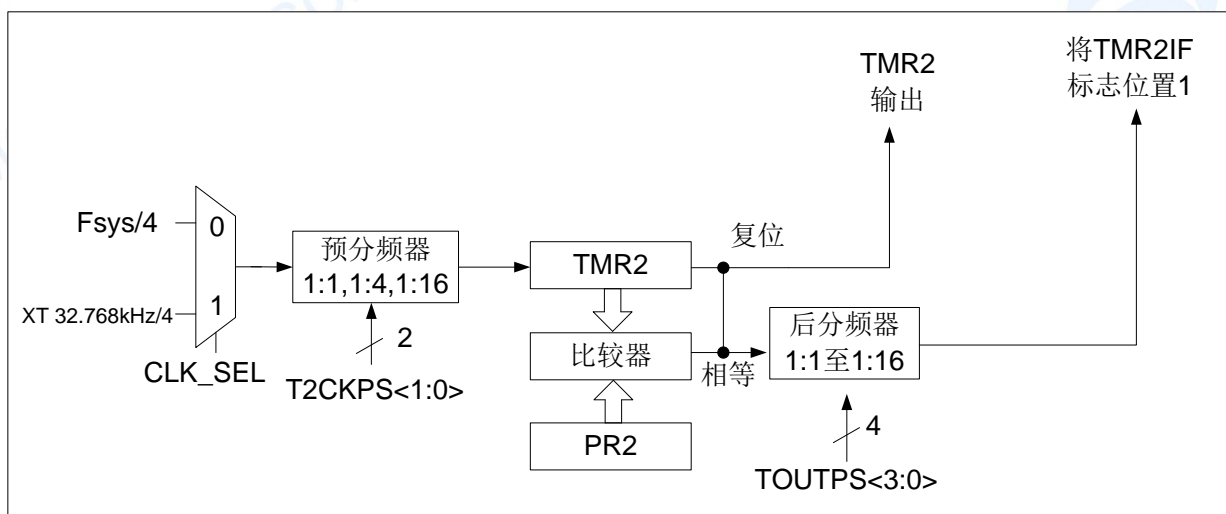 TMR2
输出
将TMR2IF
标志位置1
Fsys/4
0
预分频器
1:1,1:4,1:16
TMR2
复位
XT 32.768kHz/4
1
2
比较器
相等
后分频器
1:1至1:16
CLK_SEL
T2CKPS<1:0>
PR2
4
TOUTPS<3:0>